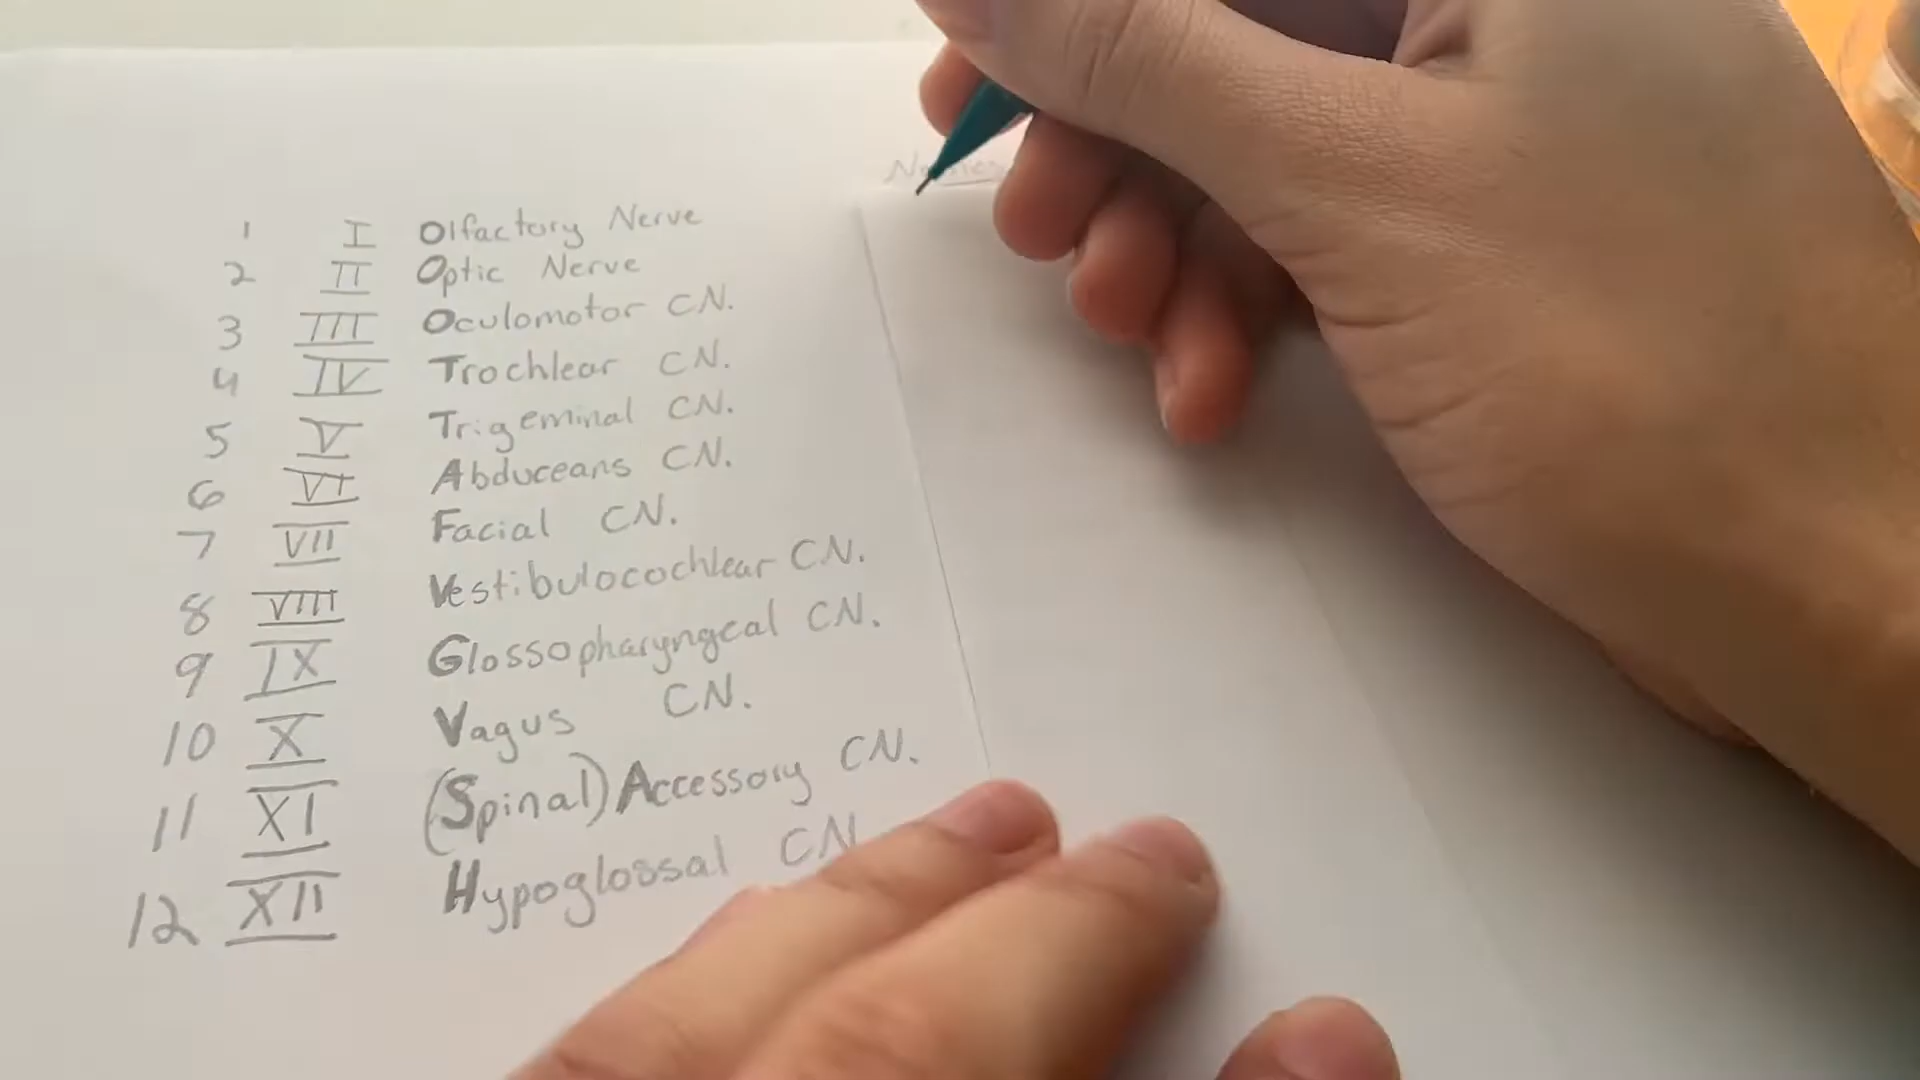 Names
1 I Olfactory Nerve
2 II Optic Nerve
3 III Oculomotor CN.
4 IV Trochlear CN.
5 V Trigeminal CN.
6 VI Abduceans CN.
7 VII Facial CN.
8 VIII Vestibulocochlear CN.
9 IX Glossopharyngeal CN.
10 X Vagus CN.
11 XI (Spinal) Accessory CN.
12 XII Hypoglossal CN